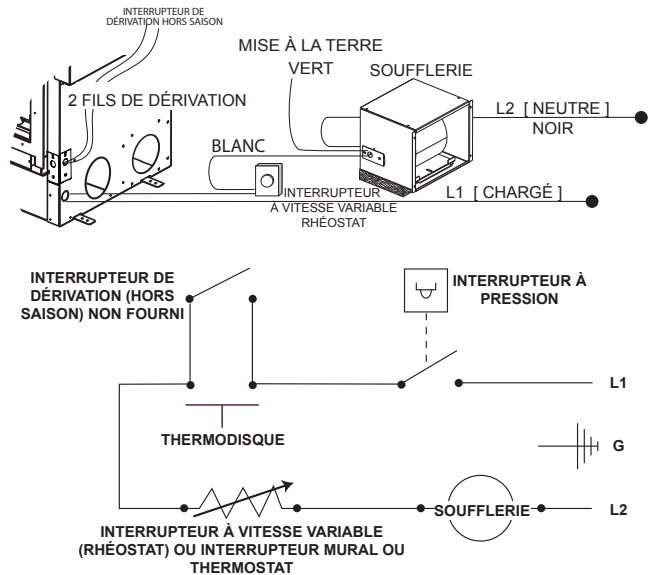 INTERRUPTEUR DE
DÉRIVATION HORS SAISON
MISE À LA TERRE
VERT
SOUFFLERIE
2 FILS DE DÉRIVATION
L2 [ NEUTRE ]
NOIR
BLANC
INTERRUPTEUR
À VITESSE VARIABLE
RHÉOSTAT
L1 [ CHARGÉ ]
INTERRUPTEUR DE
DÉRIVATION (HORS
SAISON) NON FOURNI
INTERRUPTEUR À
PRESSION
L1
THERMODISQUE
G
SOUFFLERIE
L2
INTERRUPTEUR À VITESSE VARIABLE
(RHÉOSTAT) OU INTERRUPTEUR MURAL OU
THERMOSTAT